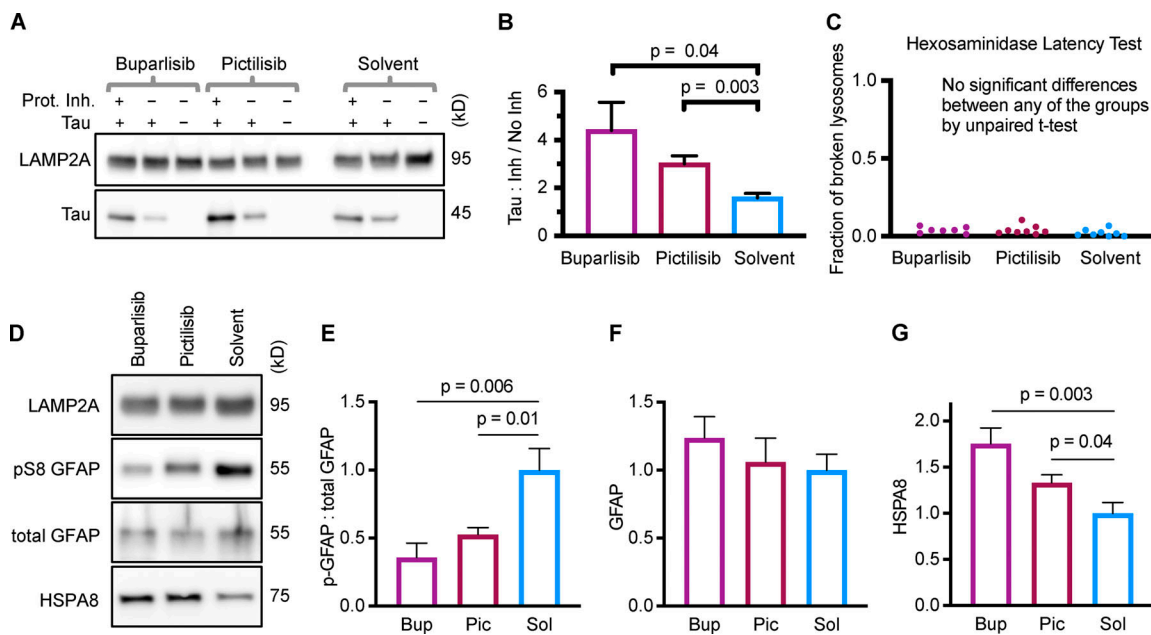 A
Buparlisib Pictilisib Solvent
Prot. Inh. + − − + − − + − −
Tau + + − + + − + + − (kD)
LAMP2A 95
Tau 45
B
p = 0.04
p = 0.003
Tau : Inh / No Inh
6
4
2
0
Buparlisib Pictilisib Solvent
C
Hexosaminidase Latency Test
No significant differences
between any of the groups
by unpaired t-test
Fraction of broken lysosomes
1.0
0.5
0.0
Buparlisib Pictilisib Solvent
D
Buparlisib Pictilisib Solvent (kD)
LAMP2A 95
pS8 GFAP 55
total GFAP 55
HSPA8 75
E
p = 0.006
p = 0.01
p-GFAP : total GFAP
1.5
1.0
0.5
0.0
Bup Pic Sol
F
GFAP
1.5
1.0
0.5
0.0
Bup Pic Sol
G
p = 0.003
p = 0.04
HSPA8
2.0
1.5
1.0
0.5
0.0
Bup Pic Sol